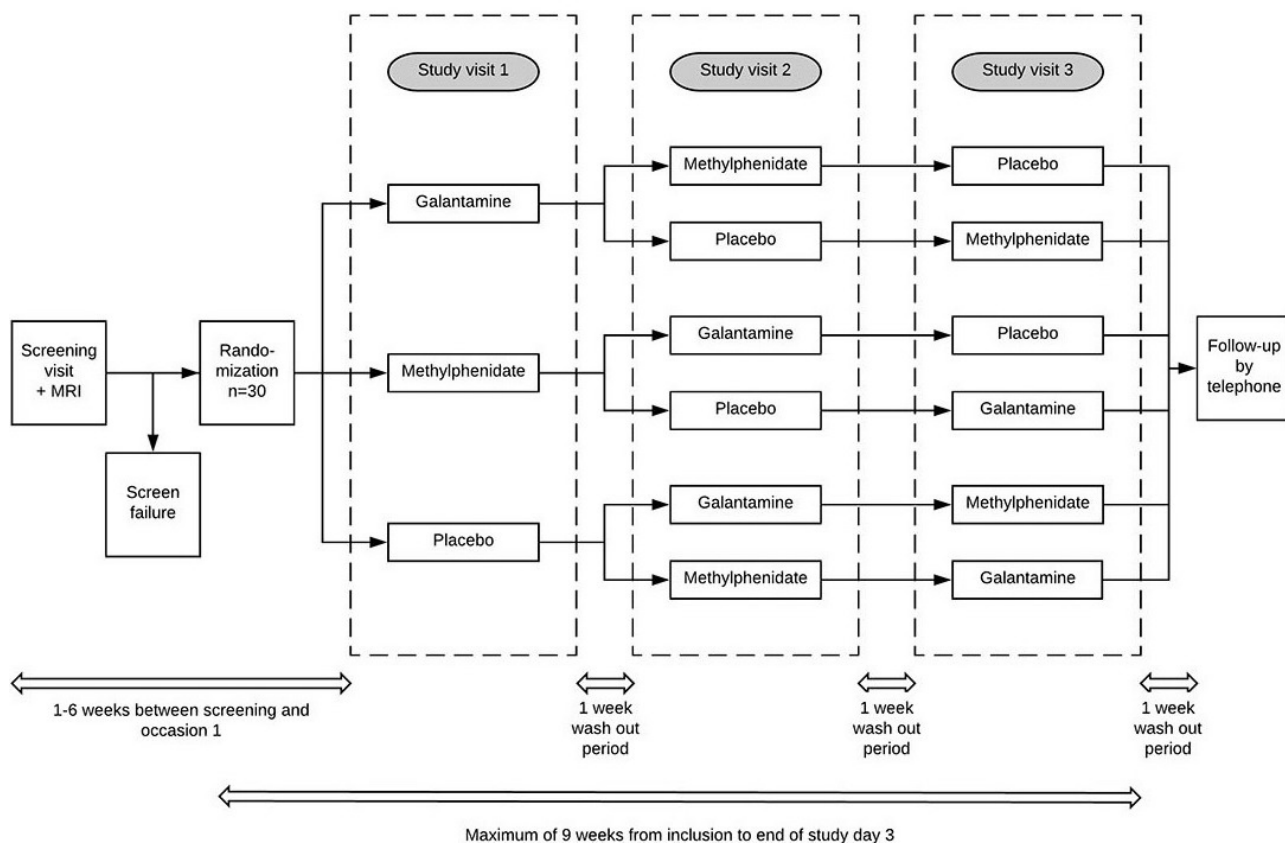 Study visit 1
Study visit 2
Study visit 3
Methylphenidate
Placebo
Galantamine
Placebo
Methylphenidate
Screening
visit
+ MRI
Rando-
mization
n=30
Methylphenidate
Galantamine
Placebo
Placebo
Galantamine
Follow-up
by
telephone
Screen
failure
Placebo
Galantamine
Methylphenidate
Methylphenidate
Galantamine
1-6 weeks between screening and
occasion 1
1 week
wash out
period
1 week
wash out
period
1 week
wash out
period
Maximum of 9 weeks from inclusion to end of study day 3